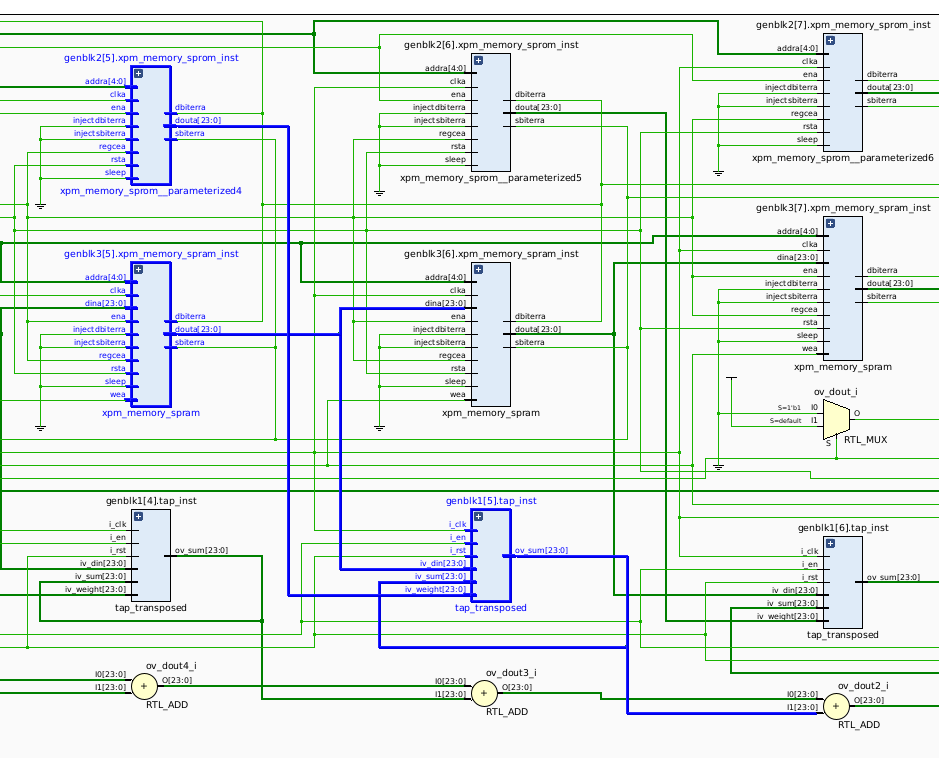 genblk2[5].xpm_memory_sprom_inst
addra[4:0]
clka
ena
injectdbiterra
injectsbiterra
regcea
rsta
sleep
dbiterra
douta[23:0]
sbiterra
xpm_memory_sprom__parameterized4
genblk2[6].xpm_memory_sprom_inst
addra[4:0]
clka
ena
injectdbiterra
injectsbiterra
regcea
rsta
sleep
dbiterra
douta[23:0]
sbiterra
xpm_memory_sprom__parameterized5
genblk2[7].xpm_memory_sprom_inst
addra[4:0]
clka
ena
injectdbiterra
injectsbiterra
regcea
rsta
sleep
dbiterra
douta[23:0]
sbiterra
xpm_memory_sprom__parameterized6
genblk3[5].xpm_memory_spram_inst
addra[4:0]
clka
dina[23:0]
ena
injectdbiterra
injectsbiterra
regcea
rsta
sleep
wea
dbiterra
douta[23:0]
sbiterra
xpm_memory_spram
genblk3[6].xpm_memory_spram_inst
addra[4:0]
clka
dina[23:0]
ena
injectdbiterra
injectsbiterra
regcea
rsta
sleep
wea
dbiterra
douta[23:0]
sbiterra
xpm_memory_spram
genblk3[7].xpm_memory_spram_inst
addra[4:0]
clka
dina[23:0]
ena
injectdbiterra
injectsbiterra
regcea
rsta
sleep
wea
dbiterra
douta[23:0]
sbiterra
xpm_memory_spram
ov_dout_i
S=1'b1 I0
S=default I1
O
S
RTL_MUX
genblk1[4].tap_inst
i_clk
i_en
i_rst
iv_din[23:0]
iv_sum[23:0]
iv_weight[23:0]
ov_sum[23:0]
tap_transposed
genblk1[5].tap_inst
i_clk
i_en
i_rst
iv_din[23:0]
iv_sum[23:0]
iv_weight[23:0]
ov_sum[23:0]
tap_transposed
genblk1[6].tap_inst
i_clk
i_en
i_rst
iv_din[23:0]
iv_sum[23:0]
iv_weight[23:0]
ov_sum[23:0]
tap_transposed
ov_dout4_i
I0[23:0]
I1[23:0]
+
O[23:0]
RTL_ADD
ov_dout3_i
I0[23:0]
I1[23:0]
+
O[23:0]
RTL_ADD
ov_dout2_i
I0[23:0]
I1[23:0]
+
O[23:0]
RTL_ADD